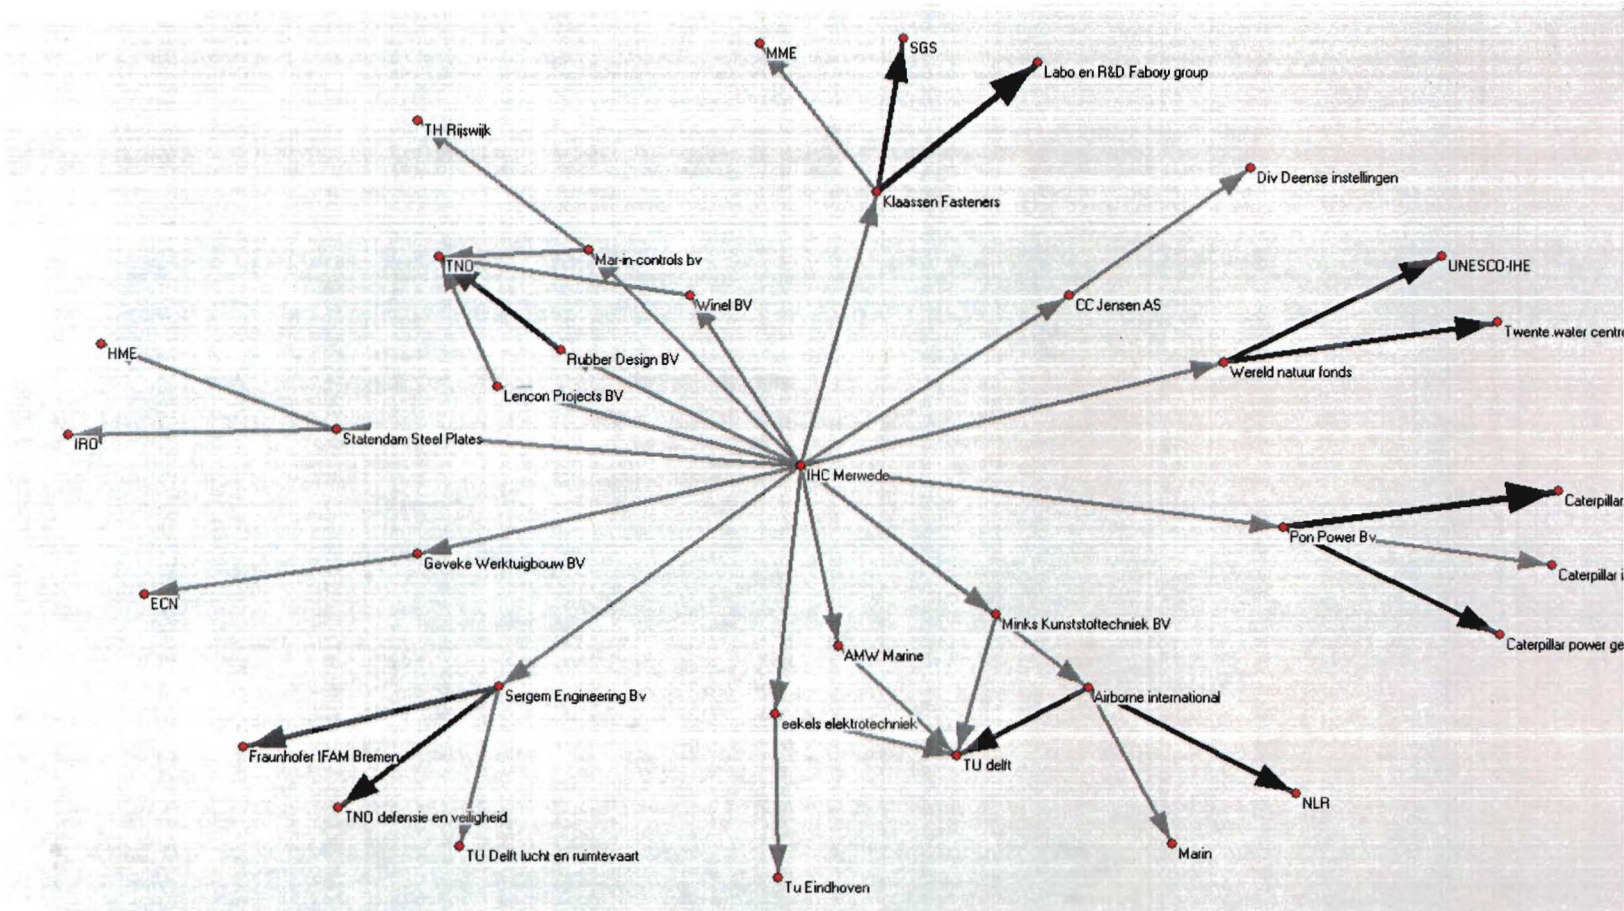 MME
SGS
Labo en R&D Fabory group
TH Rijswijk
Div Deense instellingen
Klaassen Fasteners
Mar-in-controls bv
TNO
UNESCO-IHE
Winel BV
CC Jensen AS
Twente.water centre
HME
Rubber Design BV
Wereld natuur fonds
Lencon Projects BV
IRO
Statendam Steel Plates
IHC Merwede
Caterpillar
Pon Power Bv
Geveke Werktuigbouw BV
Caterpillar
ECN
Minks Kunststoftechniek BV
Caterpillar power
AMW Marine
Sergem Engineering Bv
Airborne international
eekels elektrotechniek
Fraunhofer IFAM Bremen
TU delft
NLR
TNO defensie en veiligheid
TU Delft lucht en ruimtevaart
Marin
Tu Eindhoven